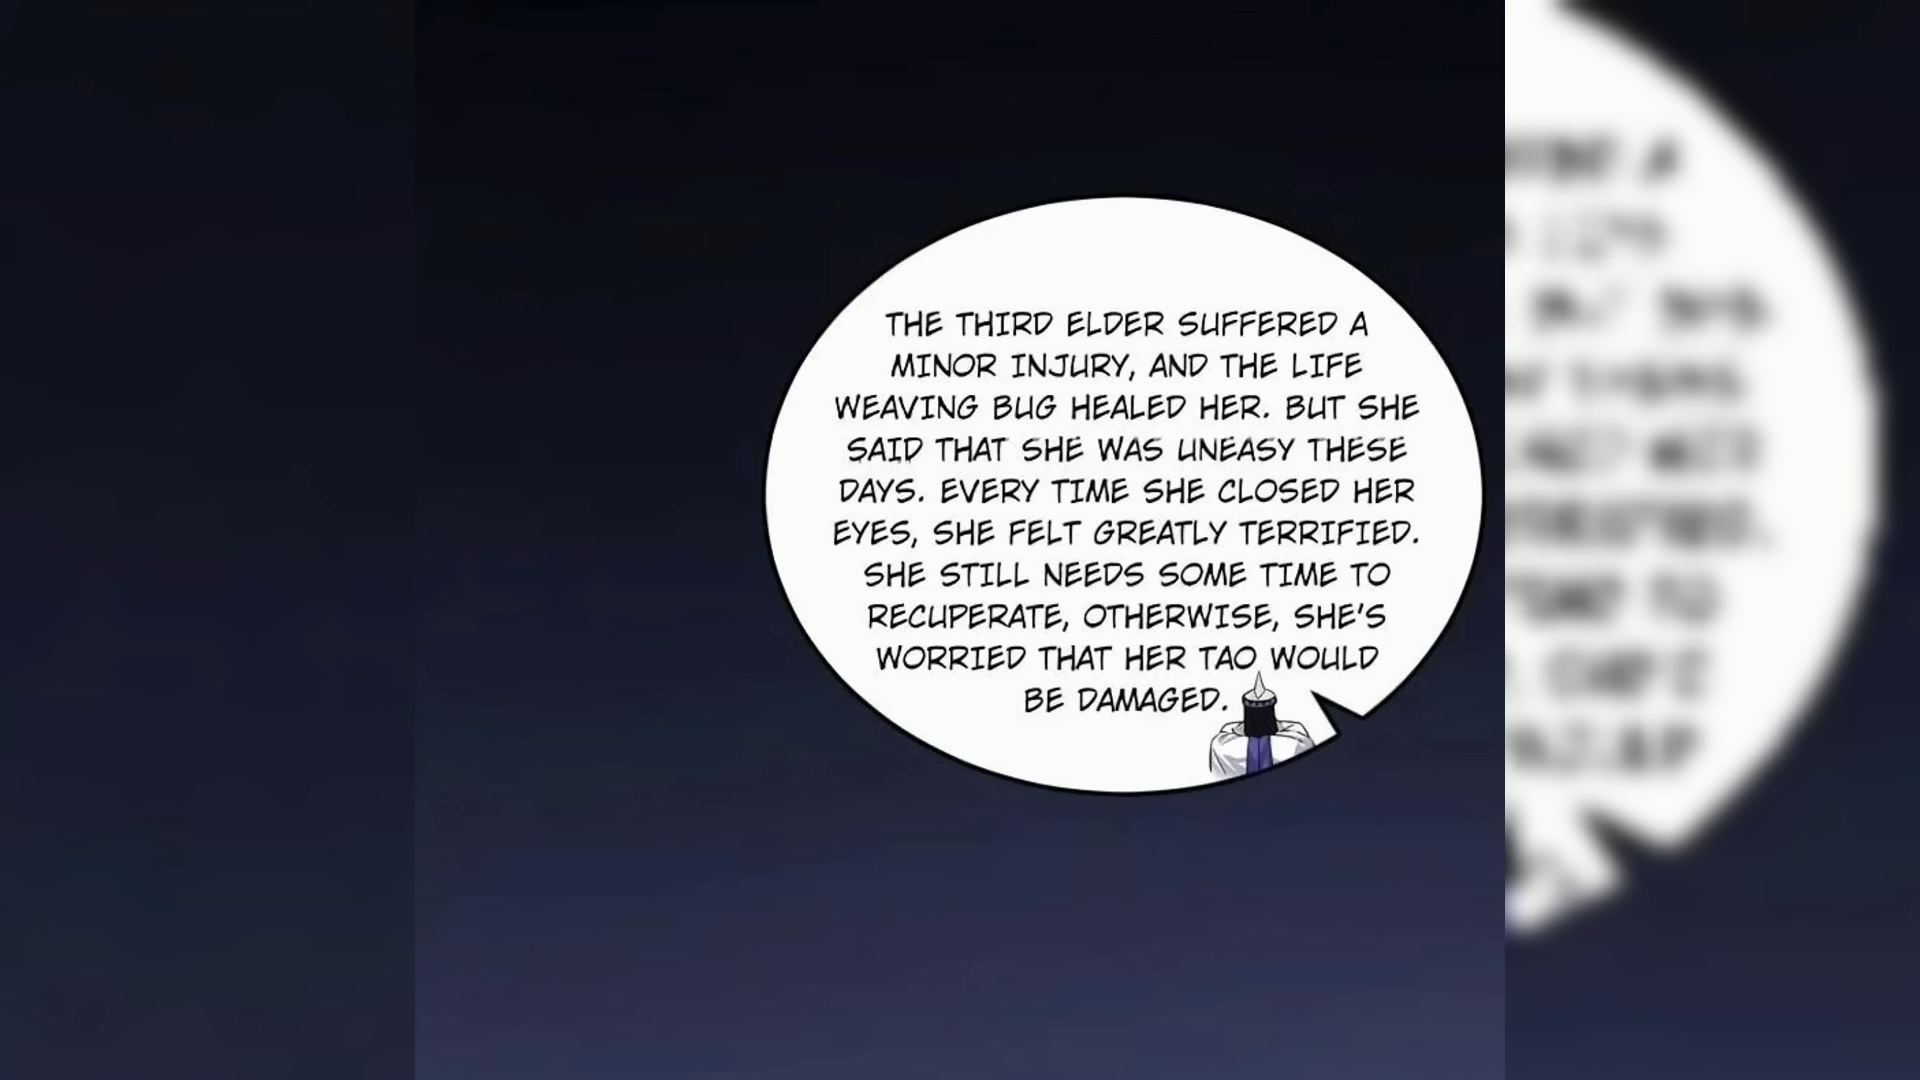 THE THIRD ELDER SUFFERED A
MINOR INJURY, AND THE LIFE
WEAVING BUG HEALED HER. BUT SHE
SAID THAT SHE WAS UNEASY THESE
DAYS. EVERY TIME SHE CLOSED HER
EYES, SHE FELT GREATLY TERRIFIED.
SHE STILL NEEDS SOME TIME TO
RECUPERATE, OTHERWISE, SHE'S
WORRIED THAT HER TAO WOULD
BE DAMAGED.